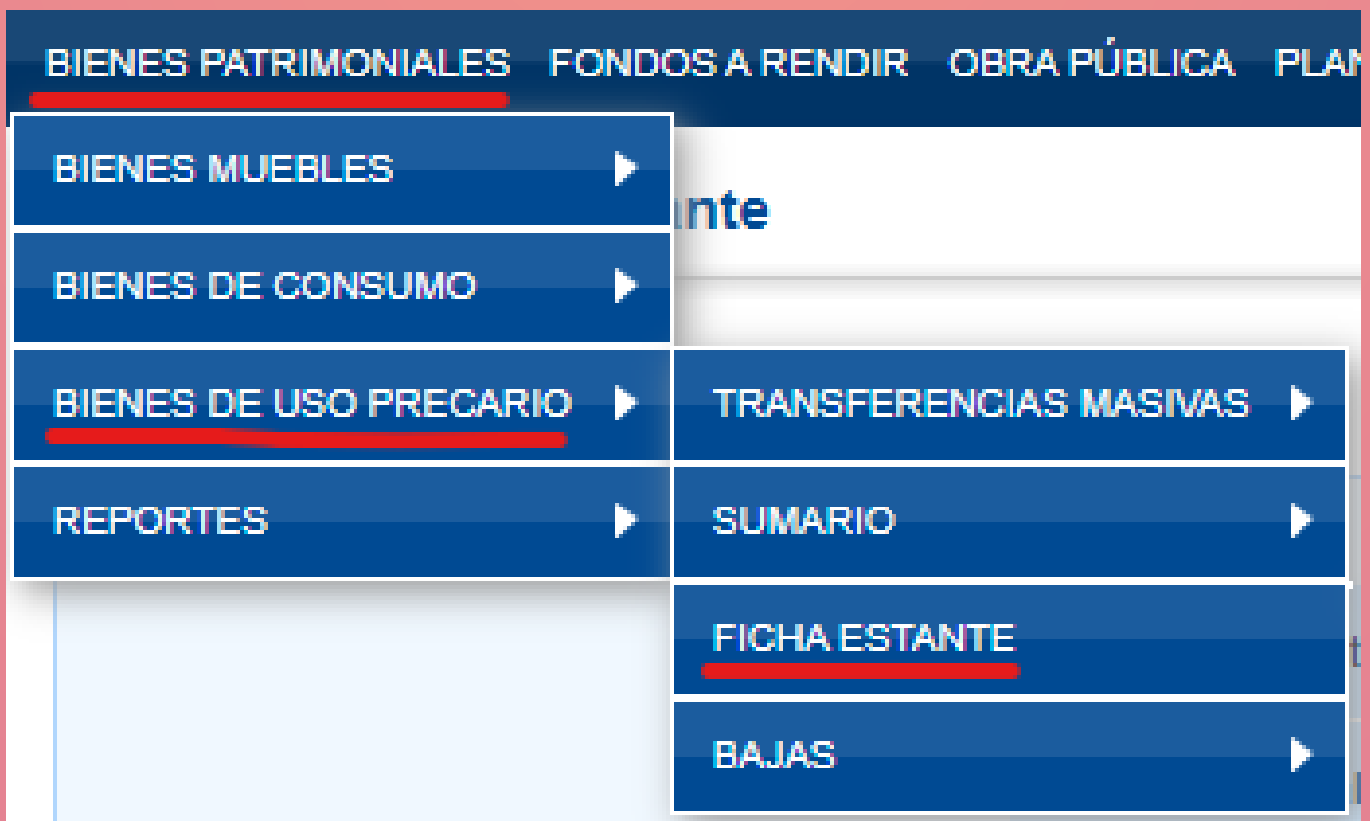 BIENES PATRIMONIALES FONDOS A RENDIR OBRA PÚBLICA
BIENES MUEBLES
BIENES DE CONSUMO
BIENES DE USO PRECARIO
REPORTES
TRANSFERENCIAS MASIVAS
SUMARIO
FICHA ESTANTE
BAJAS